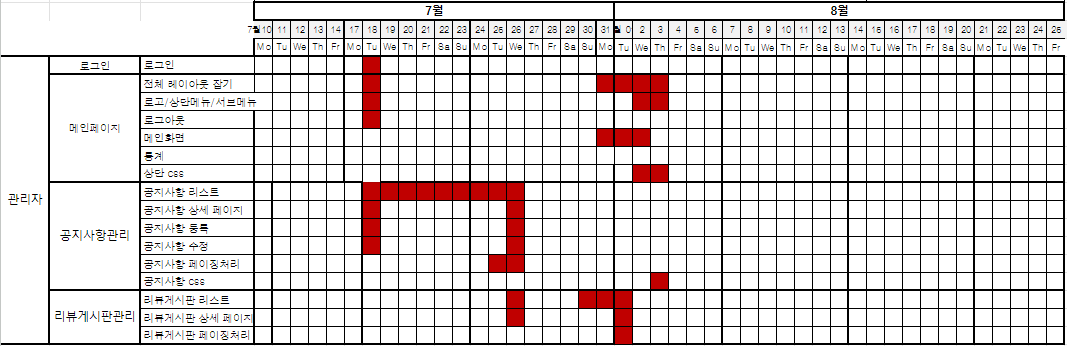 7월 8월
7월10 11 12 13 14 17 18 19 20 21 22 23 24 25 26 27 28 29 30 31 월 0 2 3 4 5 6 7 8 9 10 11 12 13 14 15 16 17 18 19 20 21 22 23 24 25
Mo Tu We Th Fr Mo Tu We Th Fr Sa Su Mo Tu We Th Fr Sa Su Mo Tu We Th Fr Sa Su Mo Tu We Th Fr Sa Su Mo Tu We Th Fr Sa Su Mo Tu We Th Fr
관리자
로그인
로그인
메인페이지
전체 레이아웃 잡기
로고/상단메뉴/서브메뉴
로그아웃
메인화면
통계
상단 css
공지사항관리
공지사항 리스트
공지사항 상세 페이지
공지사항 등록
공지사항 수정
공지사항 페이징처리
공지사항 css
리뷰게시판관리
리뷰게시판 리스트
리뷰게시판 상세 페이지
리뷰게시판 페이징처리